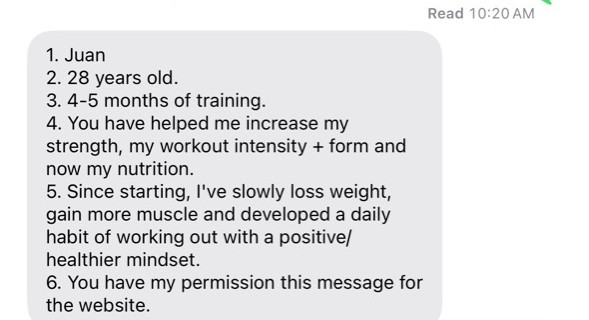 Read 10:20 AM
1. Juan
2. 28 years old.
3. 4-5 months of training.
4. You have helped me increase my
strength, my workout intensity + form and
now my nutrition.
5. Since starting, I've slowly loss weight,
gain more muscle and developed a daily
habit of working out with a positive/
healthier mindset.
6. You have my permission this message for
the website.